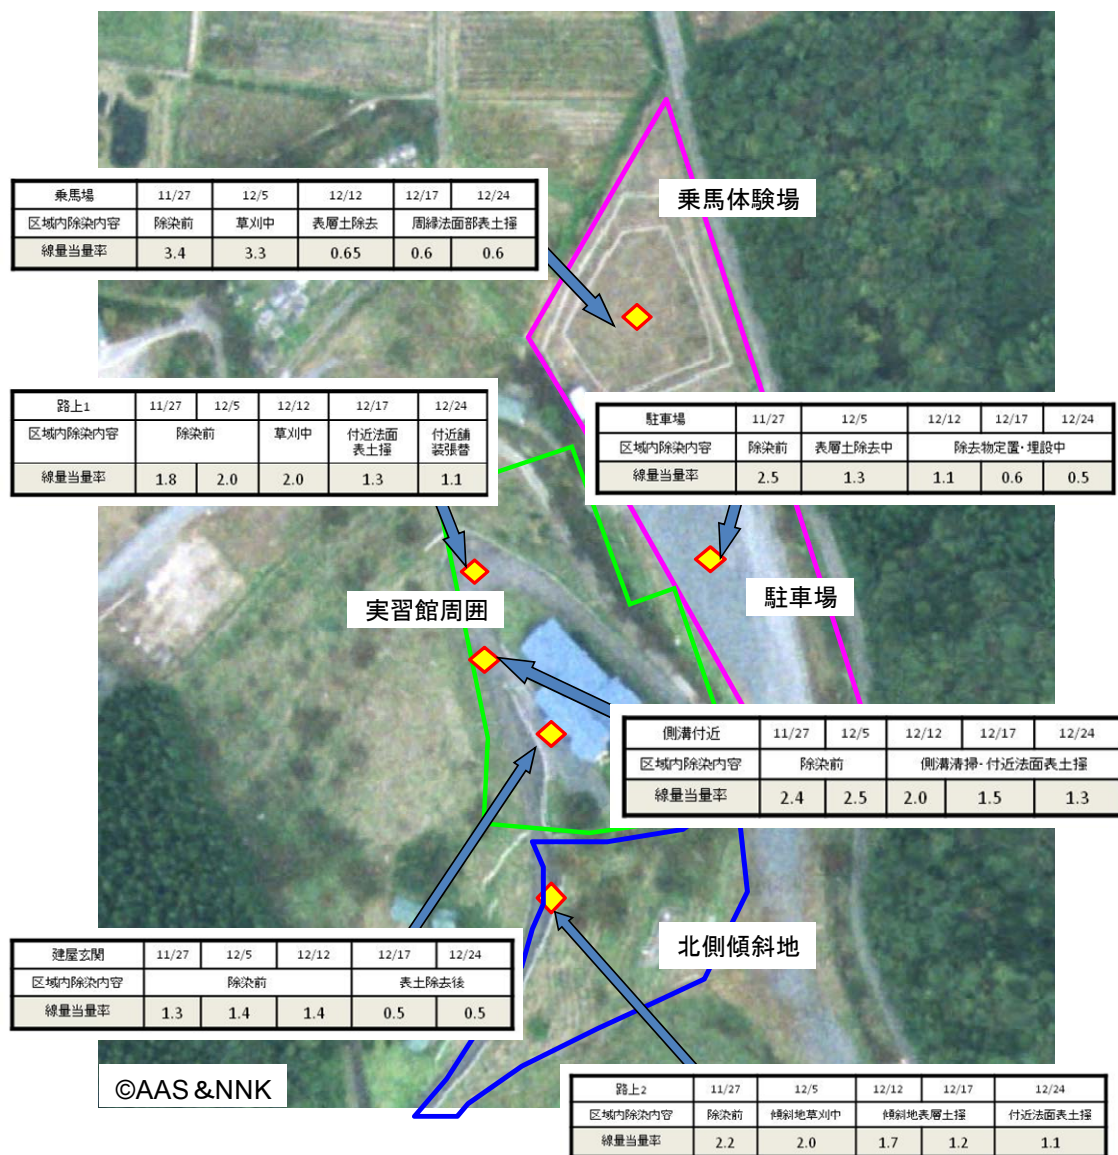 乗馬体験場
乗馬場 11/27 12/5 12/12 12/17 12/24
区域内除染内容 除染前 草刈中 表層土除去 周縁法面部表土掻
線量当量率 3.4 3.3 0.65 0.6 0.6
路上1 11/27 12/5 12/12 12/17 12/24
区域内除染内容 除染前 草刈中 付近法面 付近舗
表土掻 装張替
線量当量率 1.8 2.0 2.0 1.3 1.1
駐車場 11/27 12/5 12/12 12/17 12/24
区域内除染内容 除染前 表層土除去中 除去物定置・埋設中
線量当量率 2.5 1.3 1.1 0.6 0.5
駐車場
実習館周囲
側溝付近 11/27 12/5 12/12 12/17 12/24
区域内除染内容 除染前 側溝清掃・付近法面表土掻
線量当量率 2.4 2.5 2.0 1.5 1.3
北側傾斜地
建屋玄関 11/27 12/5 12/12 12/17 12/24
区域内除染内容 除染前 表土除去後
線量当量率 1.3 1.4 1.4 0.5 0.5
©AAS &NNK
路上2 11/27 12/5 12/12 12/17 12/24
区域内除染内容 除染前 傾斜地草刈中 傾斜地表層土掻 付近法面表土掻
線量当量率 2.2 2.0 1.7 1.2 1.1